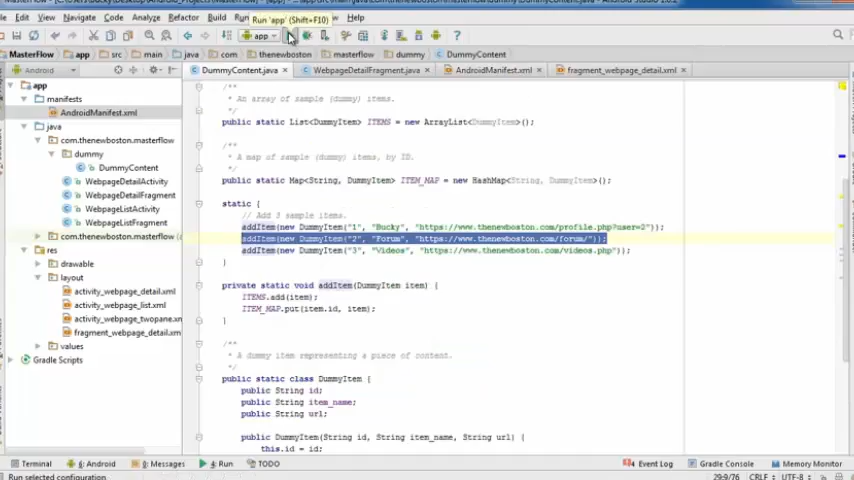 Edit View Navigate Code Analyze Refactor Build Help
Run 'app' (Shift+F10)
app
MasterFlow app src main java com thenewboston masterflow dummy DummyContent
Android
DummyContent.java × WebpageDetailFragment.java × AndroidManifest.xml × fragment_webpage_detail.xml ×
app
manifests
AndroidManifest.xml
java
com.thenewboston.masterflow
dummy
DummyContent
WebpageDetailActivity
WebpageDetailFragment
WebpageListActivity
WebpageListFragment
com.thenewboston.masterflow
res
drawable
layout
activity_webpage_detail.xml
activity_webpage_list.xml
activity_webpage_twopane.xml
fragment_webpage_detail.xml
values
Gradle Scripts
/**
* An array of sample (dummy) items.
*/
public static List<DummyItem> ITEMS = new ArrayList<DummyItem>();
/**
* A map of sample (dummy) items, by ID.
*/
public static Map<String, DummyItem> ITEM_MAP = new HashMap<String, DummyItem>();
static {
// Add 3 sample items.
addItem(new DummyItem("1", "Bucky", "https://www.thenewboston.com/profile.php?user=2"));
addItem(new DummyItem("2", "Forum", "https://www.thenewboston.com/forum/"));
addItem(new DummyItem("3", "Videos", "https://www.thenewboston.com/videos.php"));
}
private static void addItem(DummyItem item) {
ITEMS.add(item);
ITEM_MAP.put(item.id, item);
}
/**
* A dummy item representing a piece of content.
*/
public static class DummyItem {
public String id;
public String item_name;
public String url;
public DummyItem(String id, String item_name, String url) {
this.id = id;
Terminal 6: Android 0: Messages 4: Run TODO Event Log Gradle Console Memory Monitor
Run selected configuration 29:9/76 CRLF UTF-8